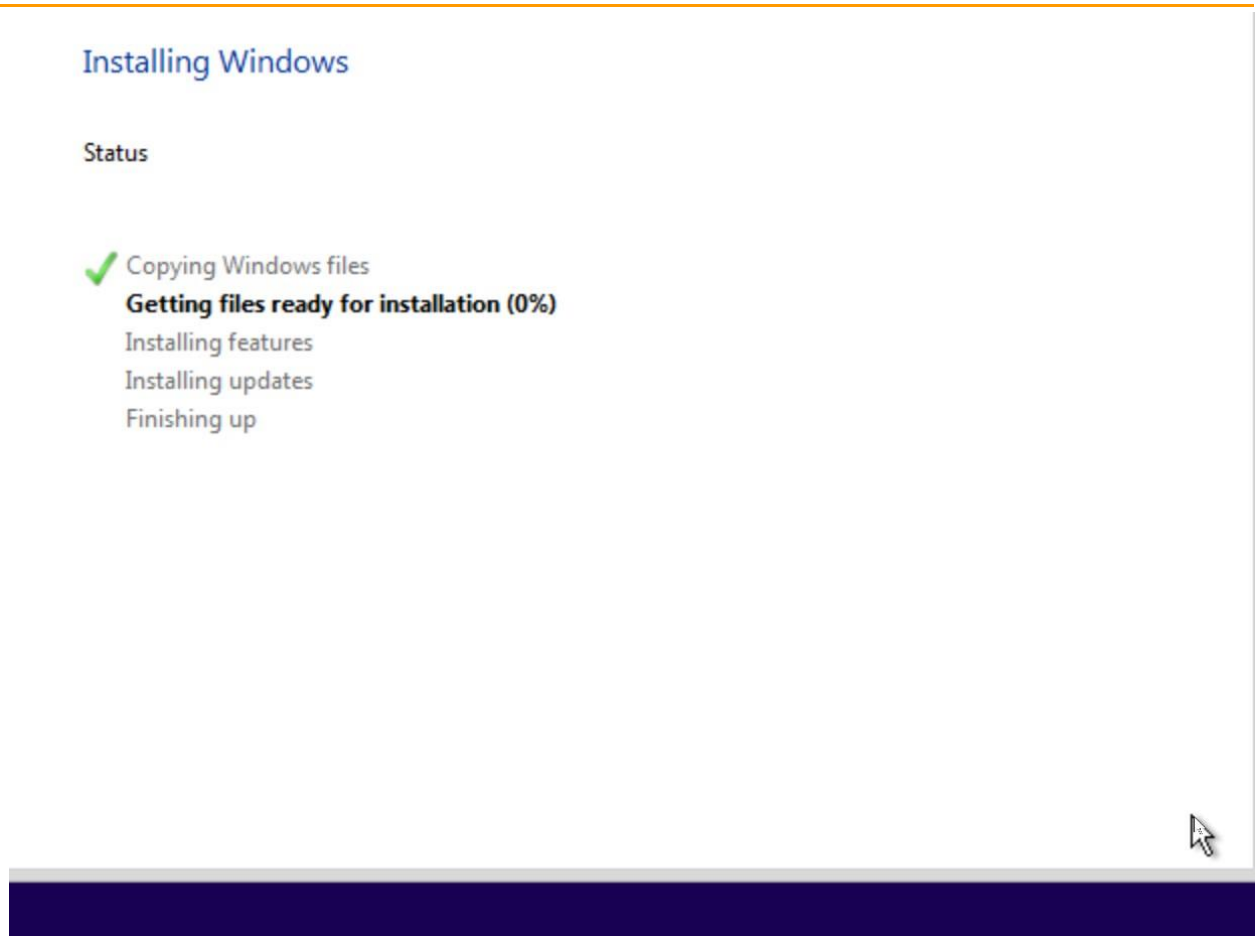 Installing Windows
Status
Copying Windows files
Getting files ready for installation (0%)
Installing features
Installing updates
Finishing up